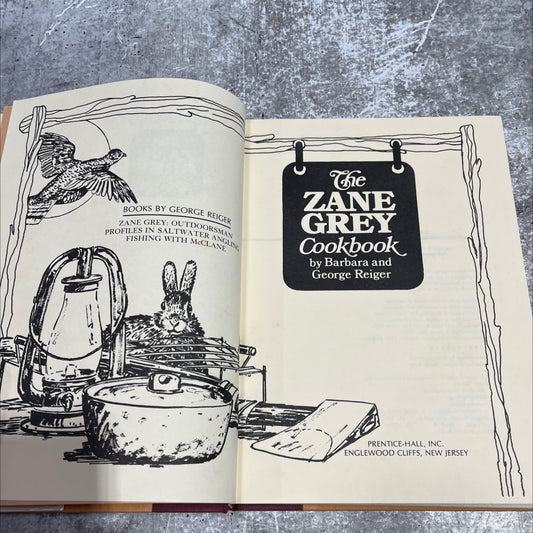 BOOKS BY GEORGE REIGER
ZANE GREY: OUTDOORSMAN
PROFILES IN SALTWATER ANGLING
FISHING WITH McCLANE
The
ZANE
GREY
Cookbook
by Barbara and
George Reiger
PRENTICE-HALL, INC.
ENGLEWOOD CLIFFS, NEW JERSEY